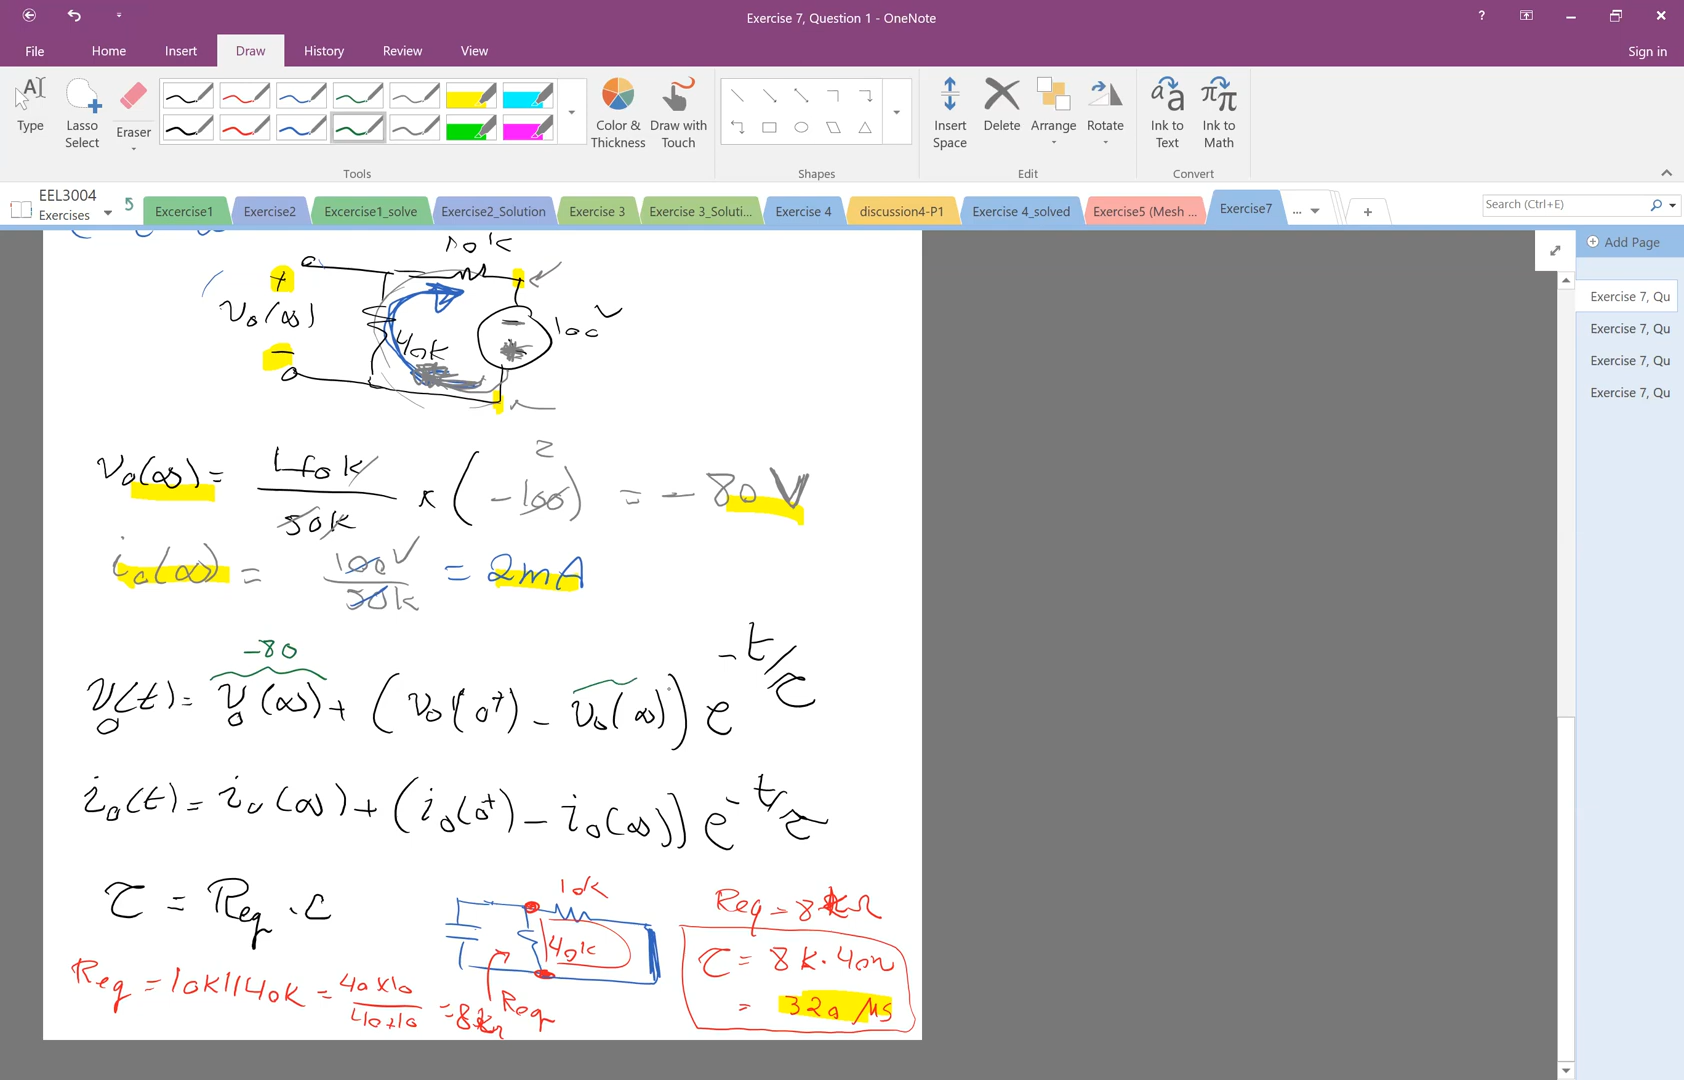 Exercise 7, Question 1 - OneNote
File Home Insert Draw History Review View Sign in
Type Lasso Select Eraser Color & Thickness Draw with Touch Insert Space Delete Arrange Rotate Ink to Text Ink to Math
Tools Shapes Edit Convert
EEL3004 Exercises Excercise1 Exercise2 Excercise1_solve Exercise2_Solution Exercise 3 Exercise 3_Soluti... Exercise 4 discussion4-P1 Exercise 4_solved Exercise5 (Mesh ... Exercise7 ... Search (Ctrl+E)
Add Page
Exercise 7, Qu
Exercise 7, Qu
Exercise 7, Qu
Exercise 7, Qu
10k
+
v₀(∞) 40k 100 V
−
v₀(∞) = 40k / 50k × (−100) = −80 V
2
i₀(∞) = 100V / 50k = 2mA
−80
v₀(t) = v₀(∞) + (v₀(0⁺) − v₀(∞)) e^−t/τ
i₀(t) = i₀(∞) + (i₀(0⁺) − i₀(∞)) e^−t/τ
τ = Req . C
10k
40k
Req
Req = 10k || 40k = 40x10 / 40+10 = 8kΩ
Req = 8kΩ
τ = 8k . 40n
= 320 μs